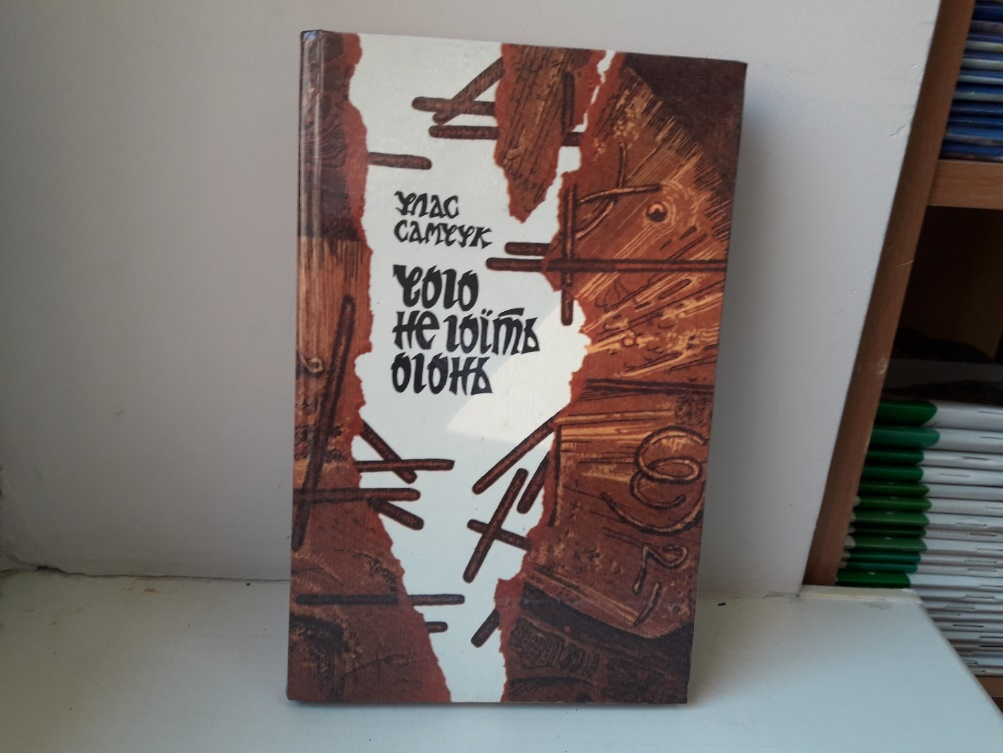 Улас
Самчук
Чого
не гоїть
огонь